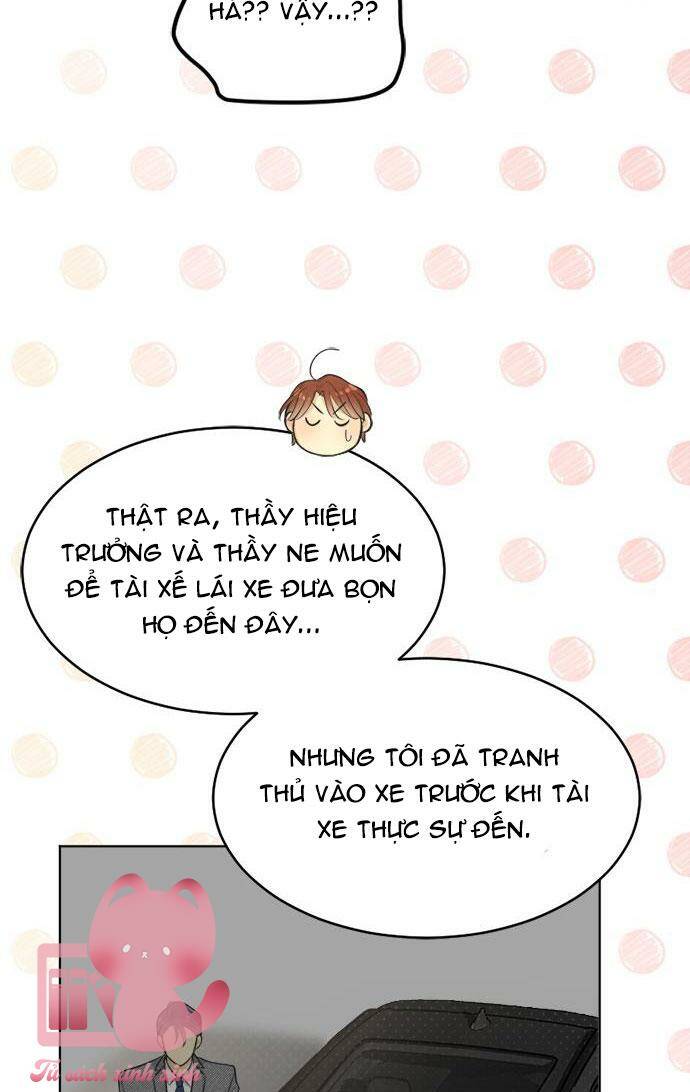 HẢ?? VẬY...??
THẬT RA, THẦY HIỆU
TRƯỞNG VÀ THẦY NE MUỐN
ĐỂ TÀI XẾ LÁI XE ĐƯA BỌN
HỌ ĐẾN ĐÂY...
NHƯNG TÔI ĐÃ TRANH
THỦ VÀO XE TRƯỚC KHI TÀI
XẾ THỰC SỰ ĐẾN.
Tủ sách xinh xinh